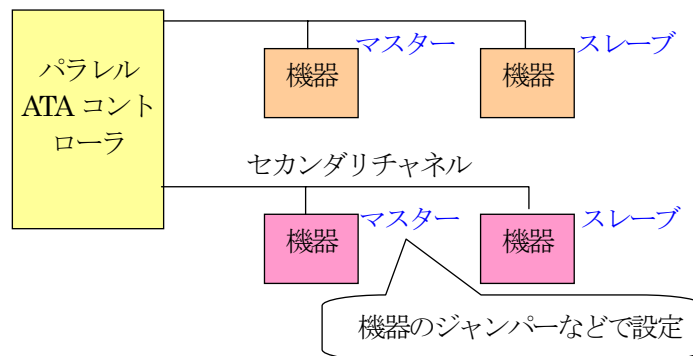 マスター
スレーブ
機器
機器
パラレル
ATA コント
ローラ
セカンダリチャネル
マスター
スレーブ
機器
機器
機器のジャンパーなどで設定